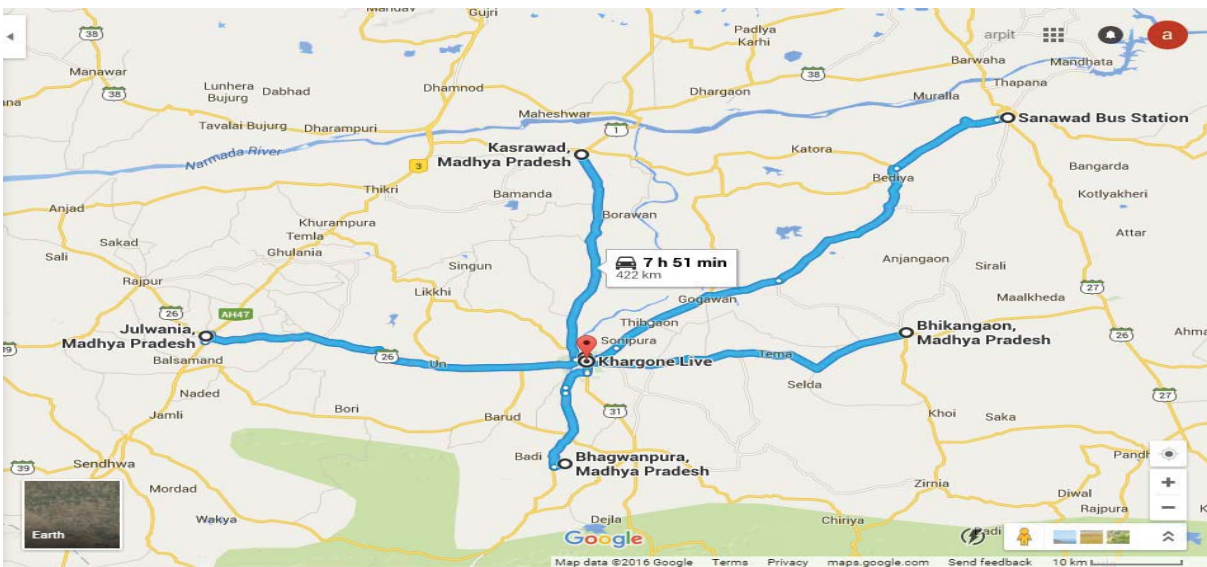 Mandav
Gujri
38
Padlya
Karhi
arpit
a
Manawar
Barwaha
Mandhata
Lunhera
Bujurg
Dabhad
Dhamnod
38
Dhargaon
Thapana
38
Muralla
Maheshwar
Tavalai Bujurg
Dharampuri
1
Sanawad Bus Station
Narmada River
3
Kasrawad,
Madhya Pradesh
Katora
Bediya
Bangarda
Thikri
Bamanda
Kotlyakheri
Anjad
Borawan
Khurampura
Temla
Attar
Sakad
Ghulania
Sali
Singun
7 h 51 min
422 km
Anjangaon
Sirali
Rajpur
Likkhi
27
Maalkheda
26
AH47
Gogawan
Julwania,
Madhya Pradesh
Thibgaon
Sonipura
Bhikangaon,
Madhya Pradesh
26
Ahma
39
Balsamand
26
Un
Khargone Live
Tema
Selda
Naded
Bori
Barud
31
Khoi
Saka
27
Jamli
Badi
Bhagwanpura,
Madhya Pradesh
Pandh
39
Sendhwa
Mordad
Zirnia
Diwal
Wakya
Dejla
Chiriya
Rajpura
K
Earth
Google
Map data ©2016 Google
Terms
Privacy
maps.google.com
Send feedback
10 km